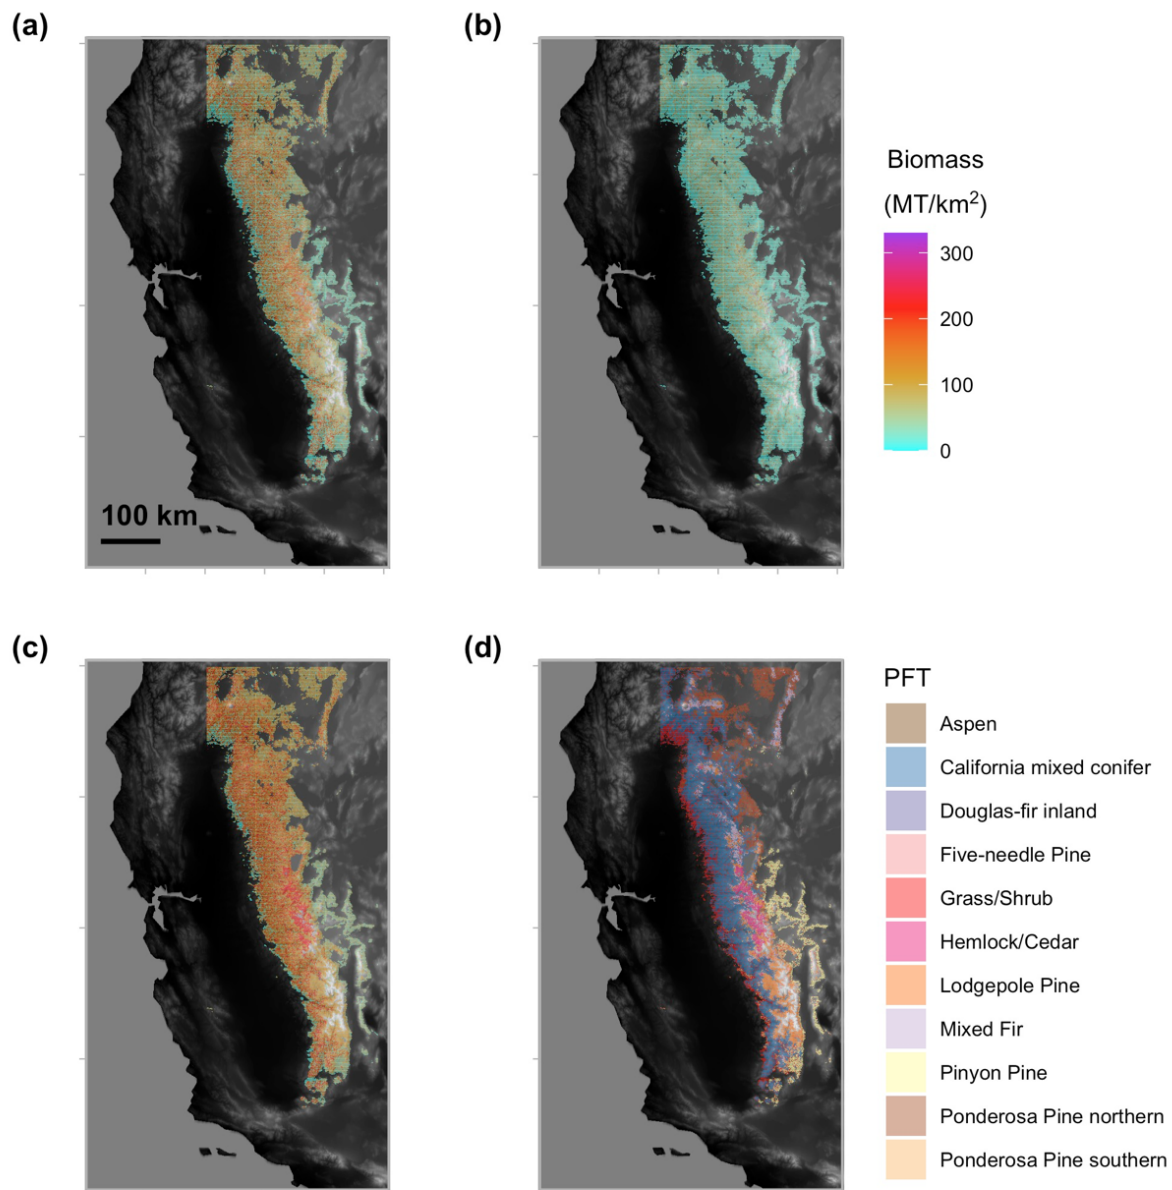 (a)
(b)
Biomass
(MT/km²)
300
200
100
0
100 km
(c)
(d)
PFT
Aspen
California mixed conifer
Douglas-fir inland
Five-needle Pine
Grass/Shrub
Hemlock/Cedar
Lodgepole Pine
Mixed Fir
Pinyon Pine
Ponderosa Pine northern
Ponderosa Pine southern